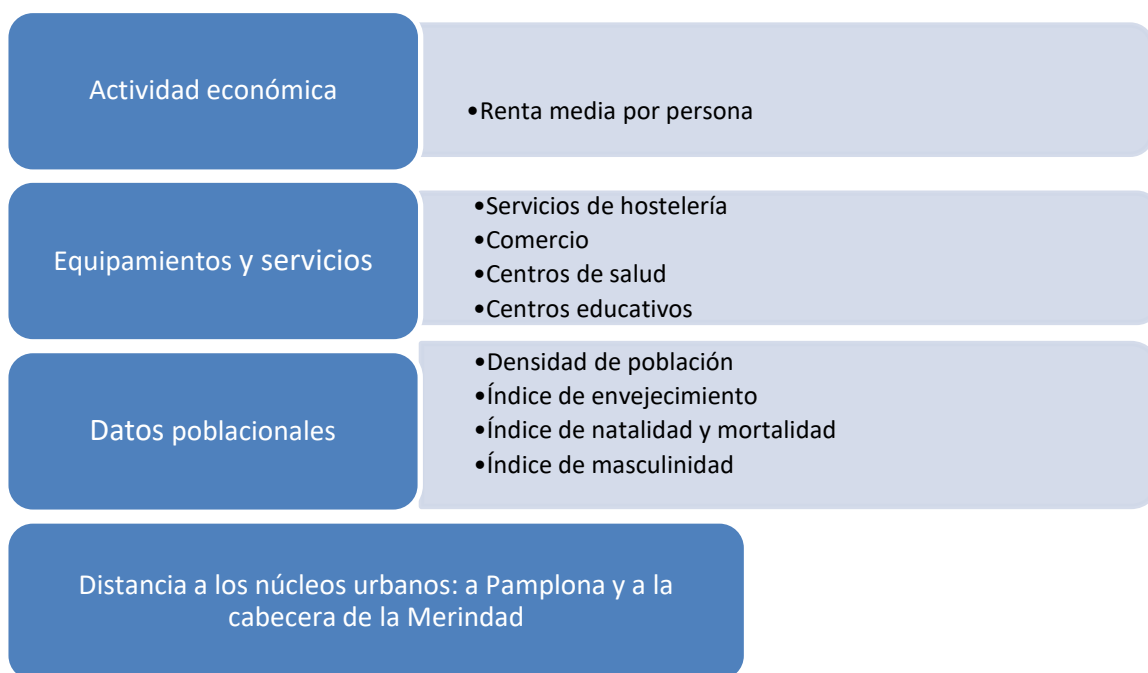 Actividad económica
•Renta media por persona
Equipamientos y servicios
•Servicios de hostelería
•Comercio
•Centros de salud
•Centros educativos
Datos poblacionales
•Densidad de población
•Índice de envejecimiento
•Índice de natalidad y mortalidad
•Índice de masculinidad
Distancia a los núcleos urbanos: a Pamplona y a la
cabecera de la Merindad